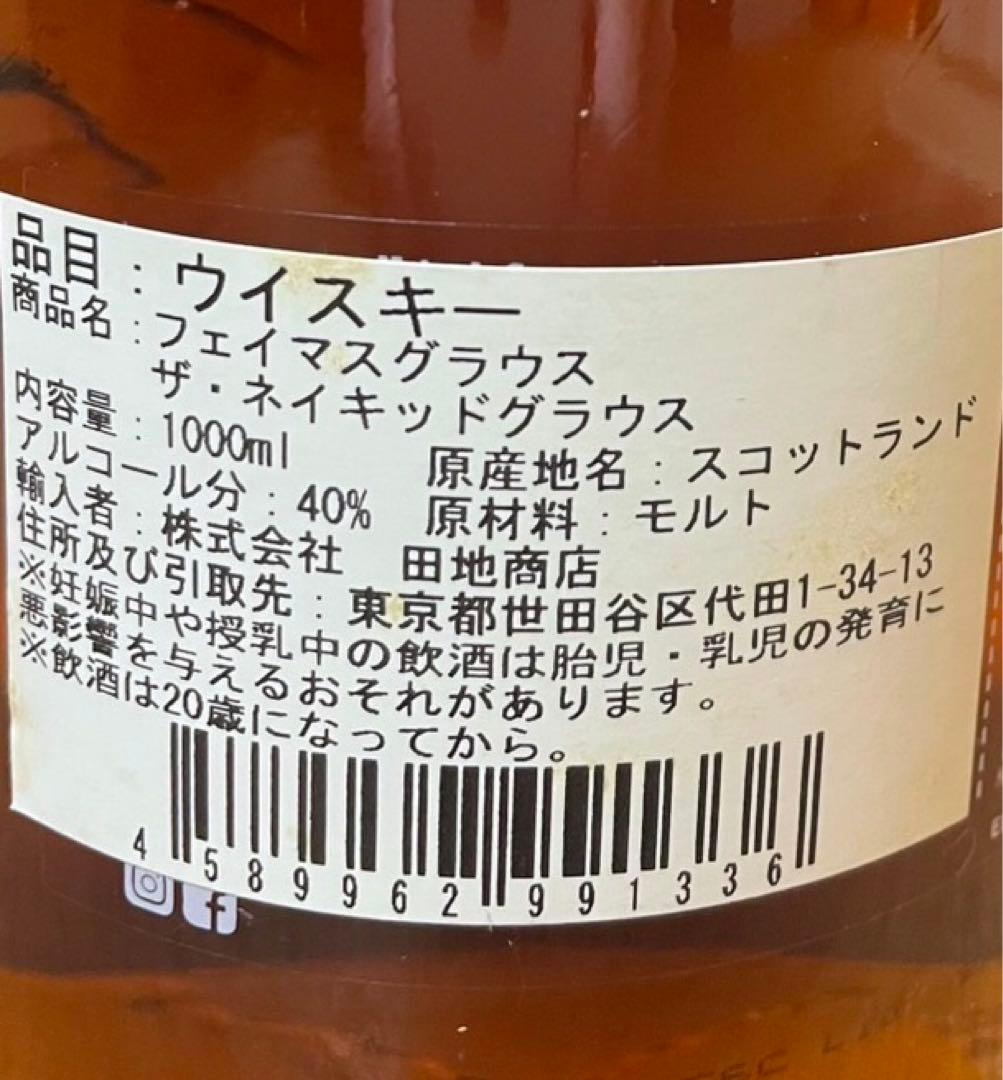 品目：ウイスキー
商品名：フェイマスグラウス
ザ・ネイキッドグラウス
内容量：1000ml　原産地名：スコットランド
アルコール分：40%　原材料：モルト
輸入者：株式会社　田地商店
住所及び引取先：東京都世田谷区代田1-34-13
※妊娠中や授乳中の飲酒は胎児・乳児の発育に
悪影響を与えるおそれがあります。
※飲酒は20歳になってから。
4 589962 991336